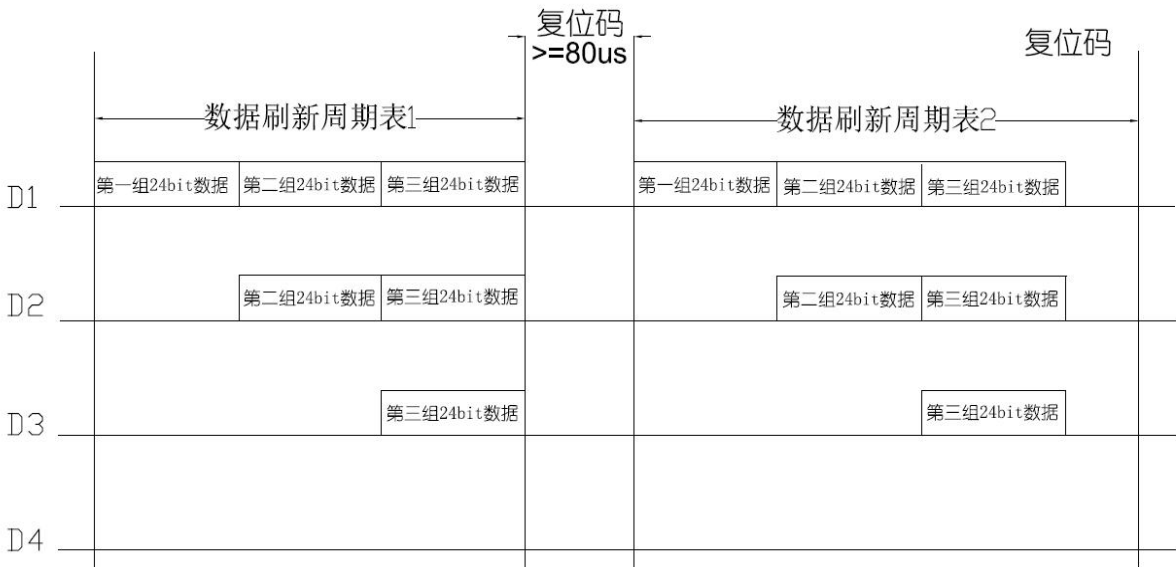 复位码
>=80us
复位码
数据刷新周期表1
数据刷新周期表2
D1
第一组24bit数据
第二组24bit数据
第三组24bit数据
第一组24bit数据
第二组24bit数据
第三组24bit数据
D2
第二组24bit数据
第三组24bit数据
第二组24bit数据
第三组24bit数据
D3
第三组24bit数据
第三组24bit数据
D4